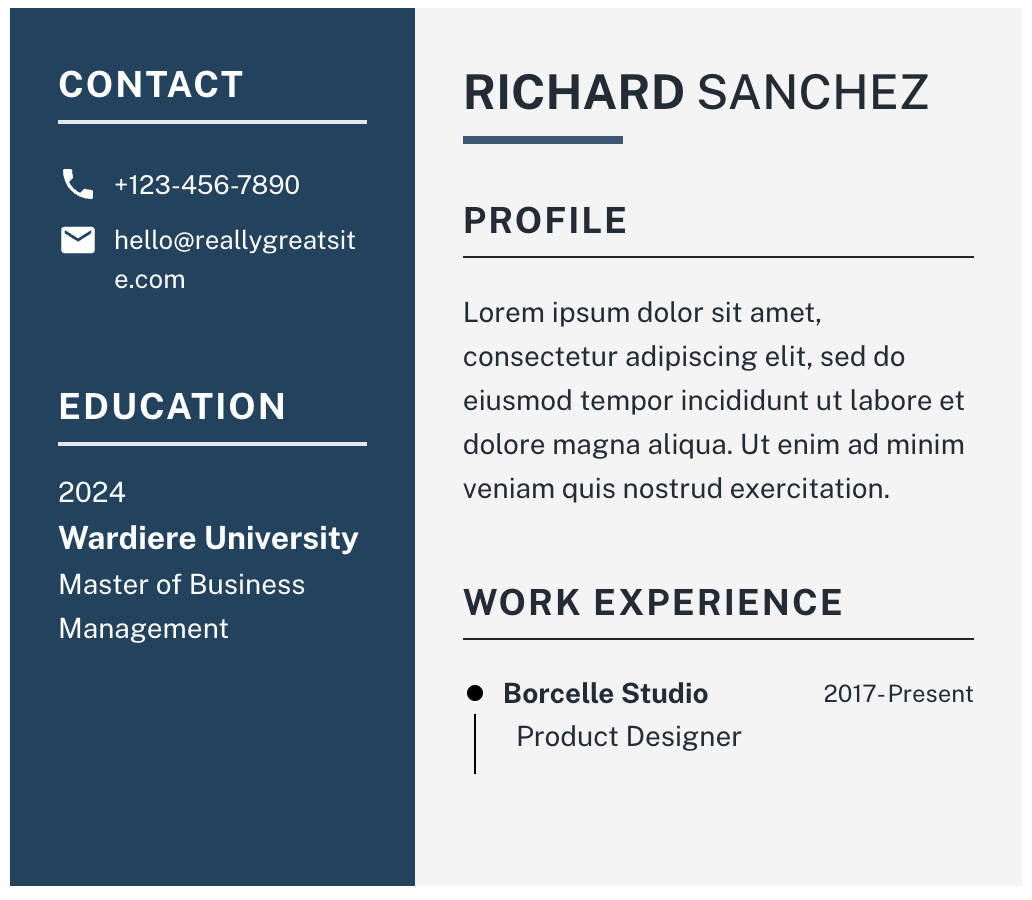 CONTACT
+123-456-7890
hello@reallygreatsit
e.com
EDUCATION
2024
Wardiere University
Master of Business
Management
RICHARD SANCHEZ
PROFILE
Lorem ipsum dolor sit amet,
consectetur adipiscing elit, sed do
eiusmod tempor incididunt ut labore et
dolore magna aliqua. Ut enim ad minim
veniam quis nostrud exercitation.
WORK EXPERIENCE
Borcelle Studio 2017-Present
Product Designer